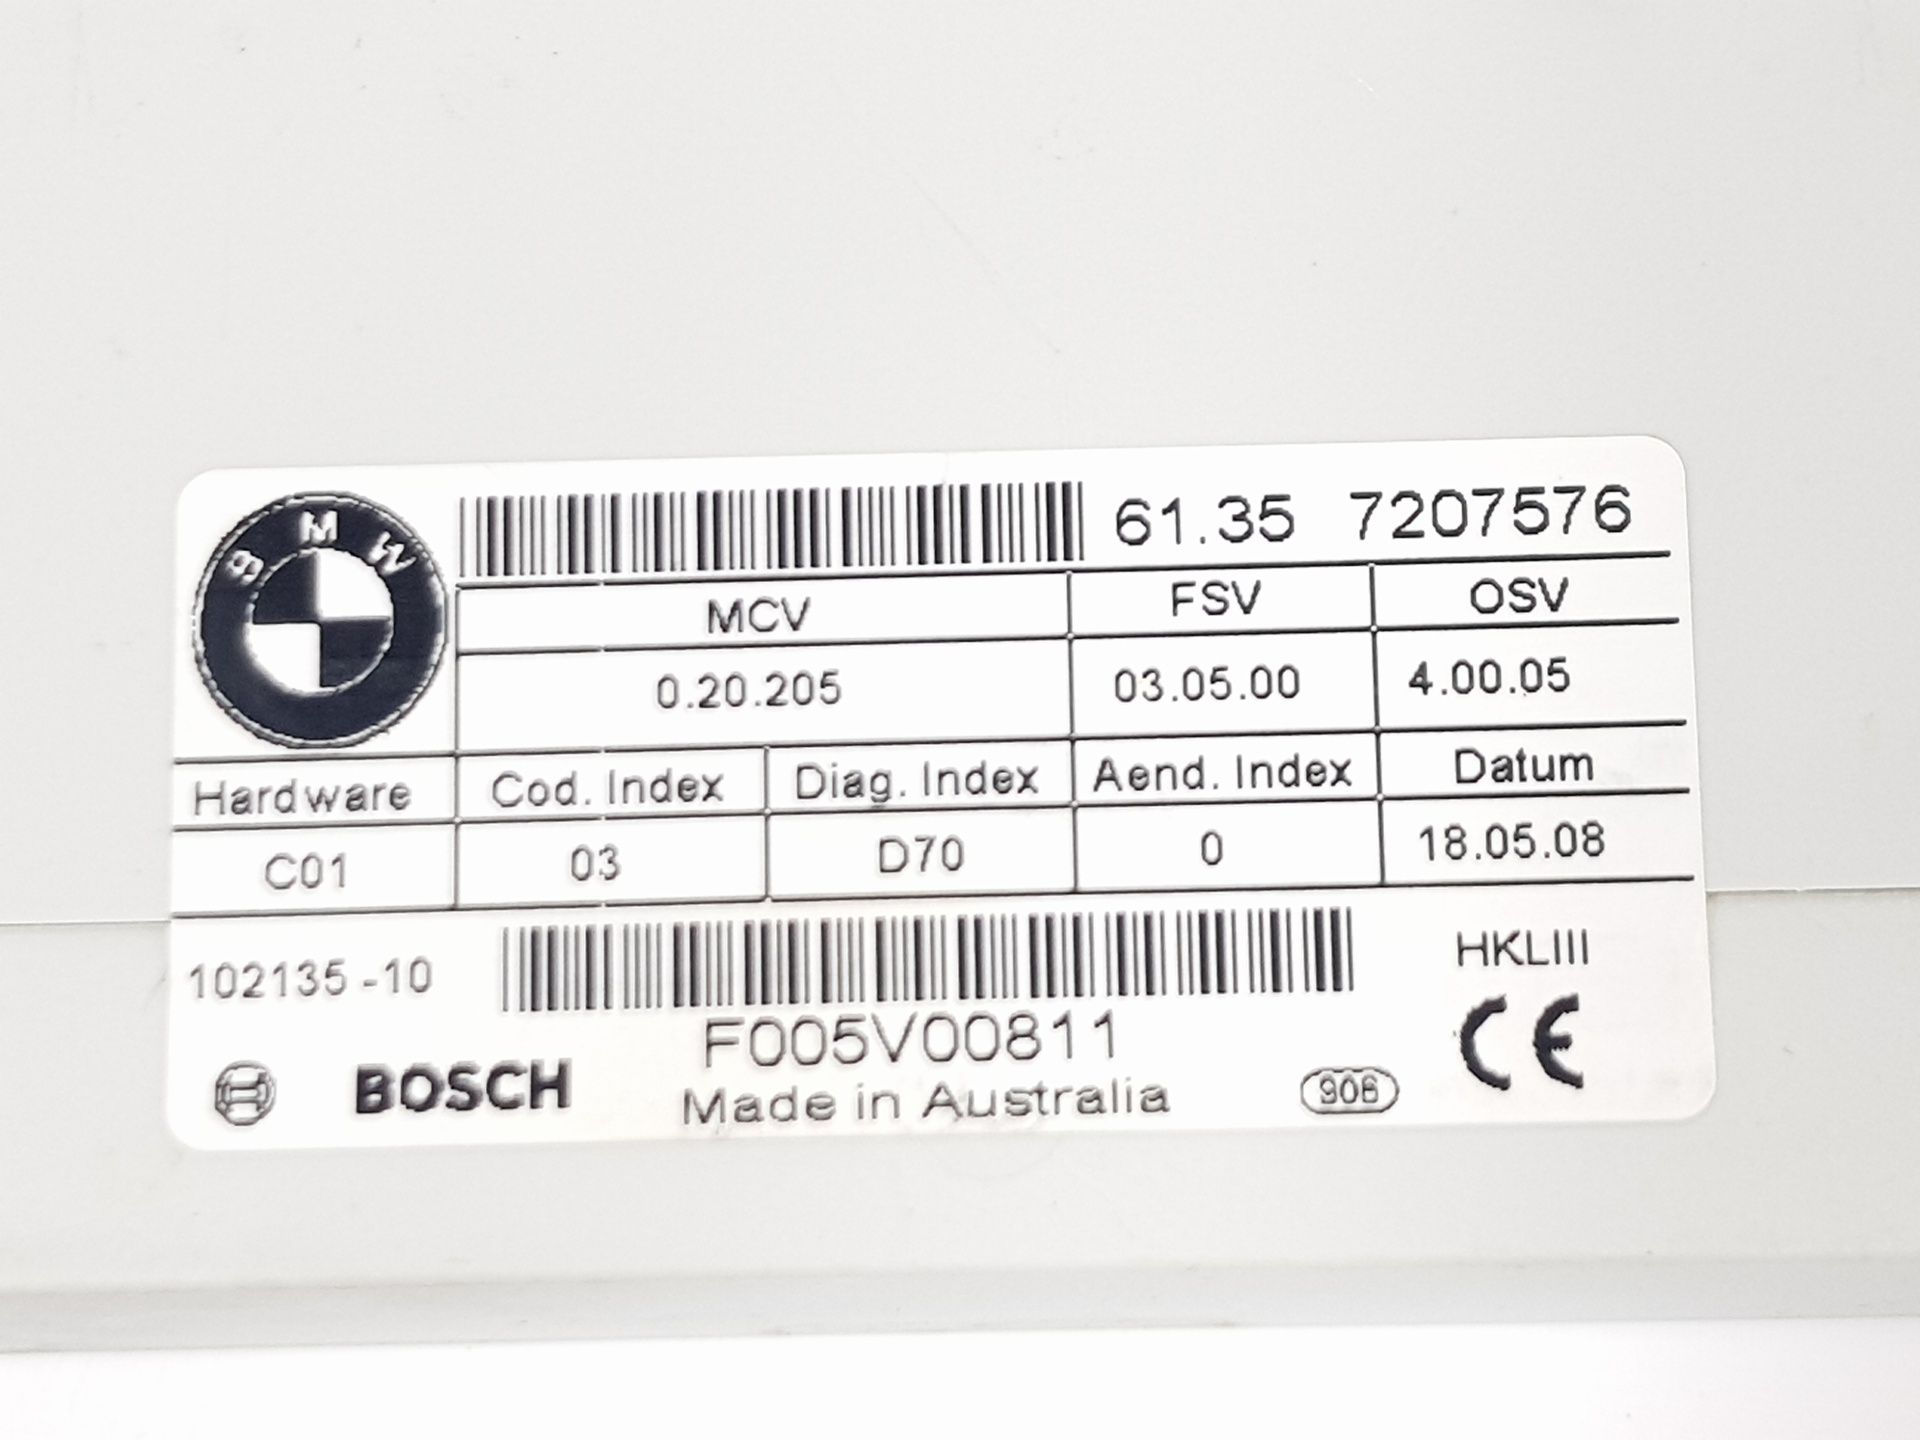 BMW
61.35 7207576
MCV FSV OSV
0.20.205 03.05.00 4.00.05
Hardware Cod. Index Diag. Index Aend. Index Datum
C01 03 D70 0 18.05.08
102135-10 HKLIII
F005V00811
BOSCH Made in Australia 906 CE